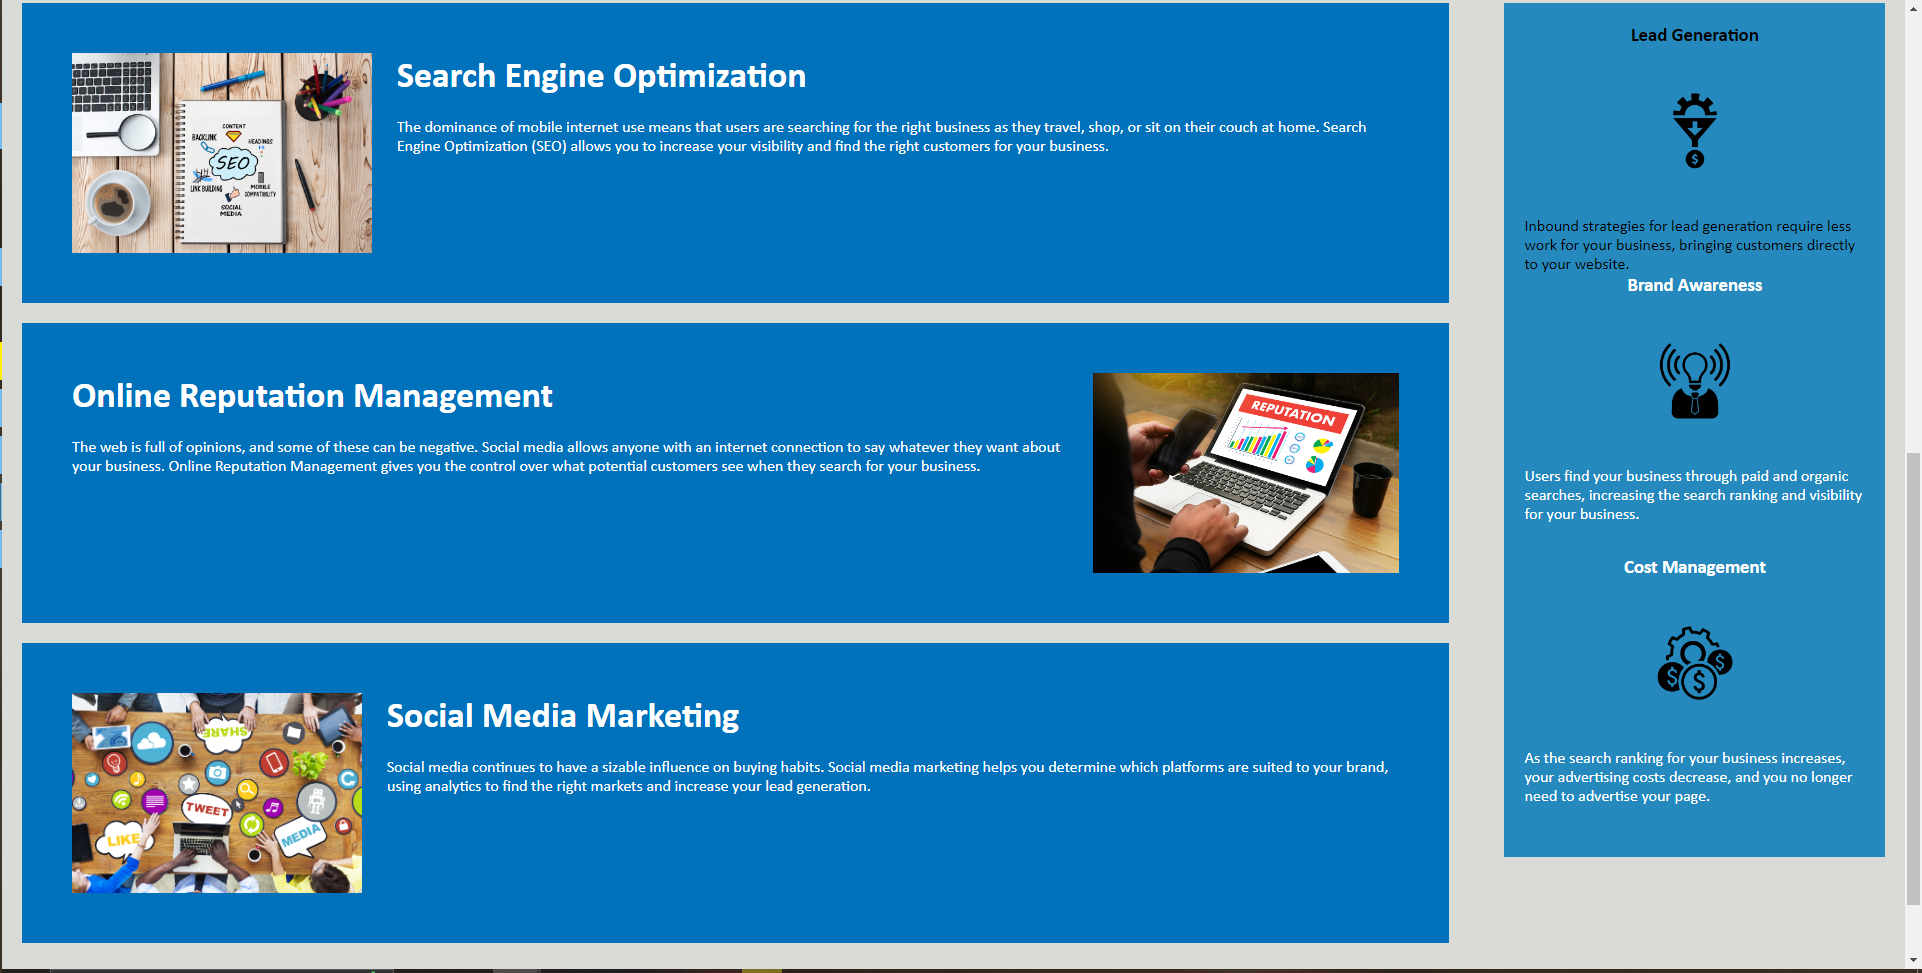 Search Engine Optimization
The dominance of mobile internet use means that users are searching for the right business as they travel, shop, or sit on their couch at home. Search
Engine Optimization (SEO) allows you to increase your visibility and find the right customers for your business.
CONTENT
BACKLINK
HEADINGS
SEO
LINK BUILDING
MOBILE
COMPATIBILITY
SOCIAL
MEDIA
Online Reputation Management
The web is full of opinions, and some of these can be negative. Social media allows anyone with an internet connection to say whatever they want about
your business. Online Reputation Management gives you the control over what potential customers see when they search for your business.
REPUTATION
Social Media Marketing
Social media continues to have a sizable influence on buying habits. Social media marketing helps you determine which platforms are suited to your brand,
using analytics to find the right markets and increase your lead generation.
SHARE
TWEET
LIKE
MEDIA
Lead Generation
$
Inbound strategies for lead generation require less
work for your business, bringing customers directly
to your website.
Brand Awareness
Users find your business through paid and organic
searches, increasing the search ranking and visibility
for your business.
Cost Management
$
$
$
As the search ranking for your business increases,
your advertising costs decrease, and you no longer
need to advertise your page.